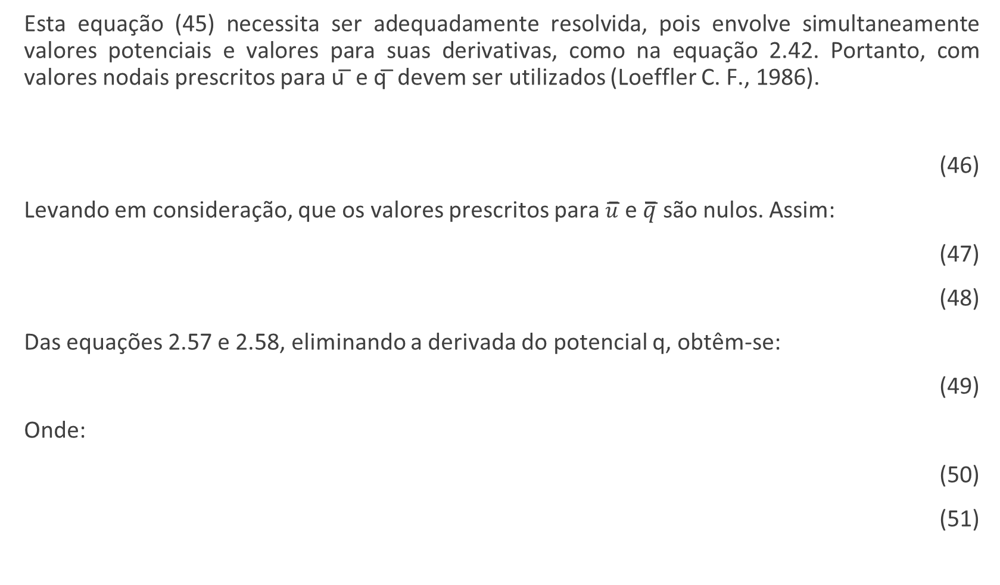 Esta equação (45) necessita ser adequadamente resolvida, pois envolve simultaneamente
valores potenciais e valores para suas derivativas, como na equação 2.42. Portanto, com
valores nodais prescritos para u ̅ e q ̅ devem ser utilizados (Loeffler C. F., 1986).
(46)
Levando em consideração, que os valores prescritos para u̅ e q̅ são nulos. Assim:
(47)
(48)
Das equações 2.57 e 2.58, eliminando a derivada do potencial q, obtêm-se:
(49)
Onde:
(50)
(51)